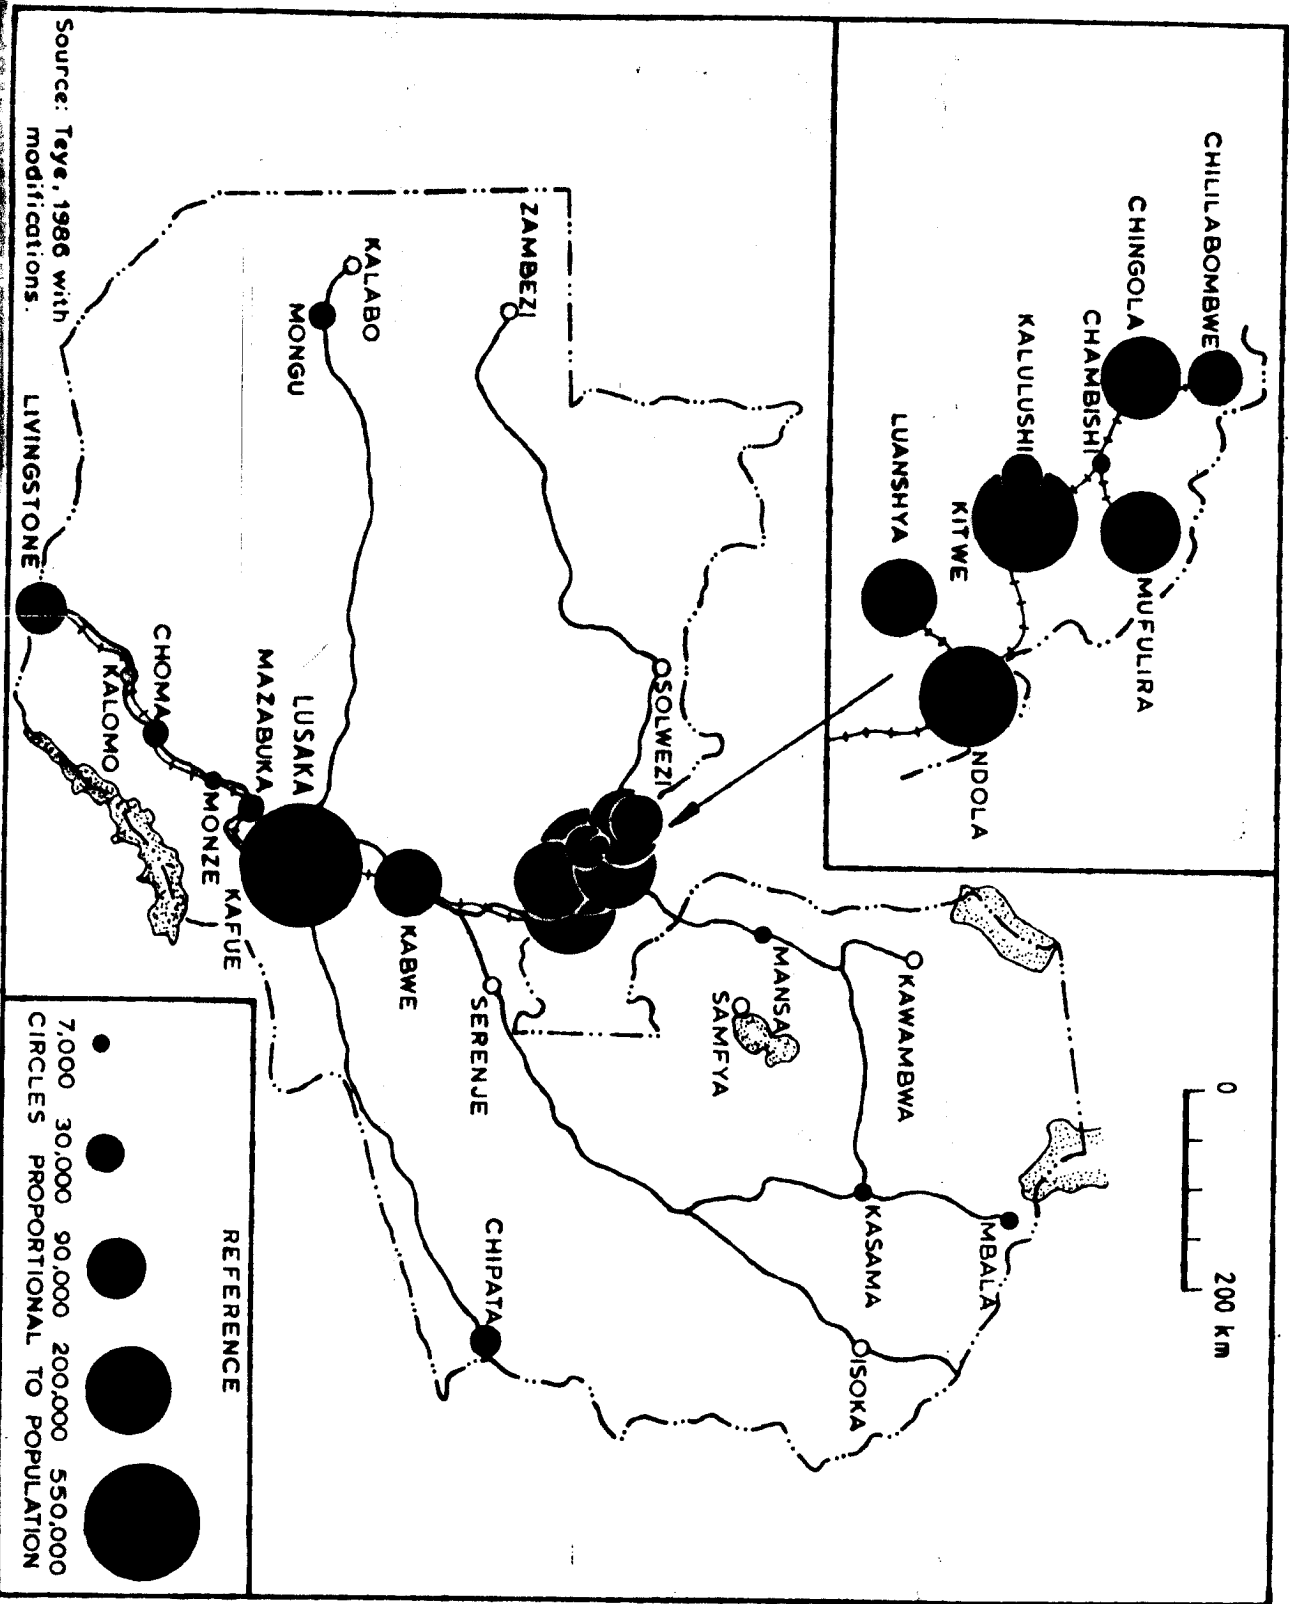 CHILILABOMBWE
CHINGOLA
CHAMBISHI
MUFULIRA
KALULUSHI
KITWE
LUANSHYA
NDOLA
0 200 km
MBALA
KAWAMBWA
KASAMA
ISOKA
MANSA
SAMFYA
SOLWEZI
ZAMBEZI
SERENJE
CHIPATA
KALABO
MONGU
KABWE
LUSAKA
MAZABUKA
KAFUE
MONZE
CHOMA
KALOMO
LIVINGSTONE
REFERENCE
7,000 30,000 90,000 200,000 550,000
CIRCLES PROPORTIONAL TO POPULATION
Source: Teye, 1986 with
modifications.